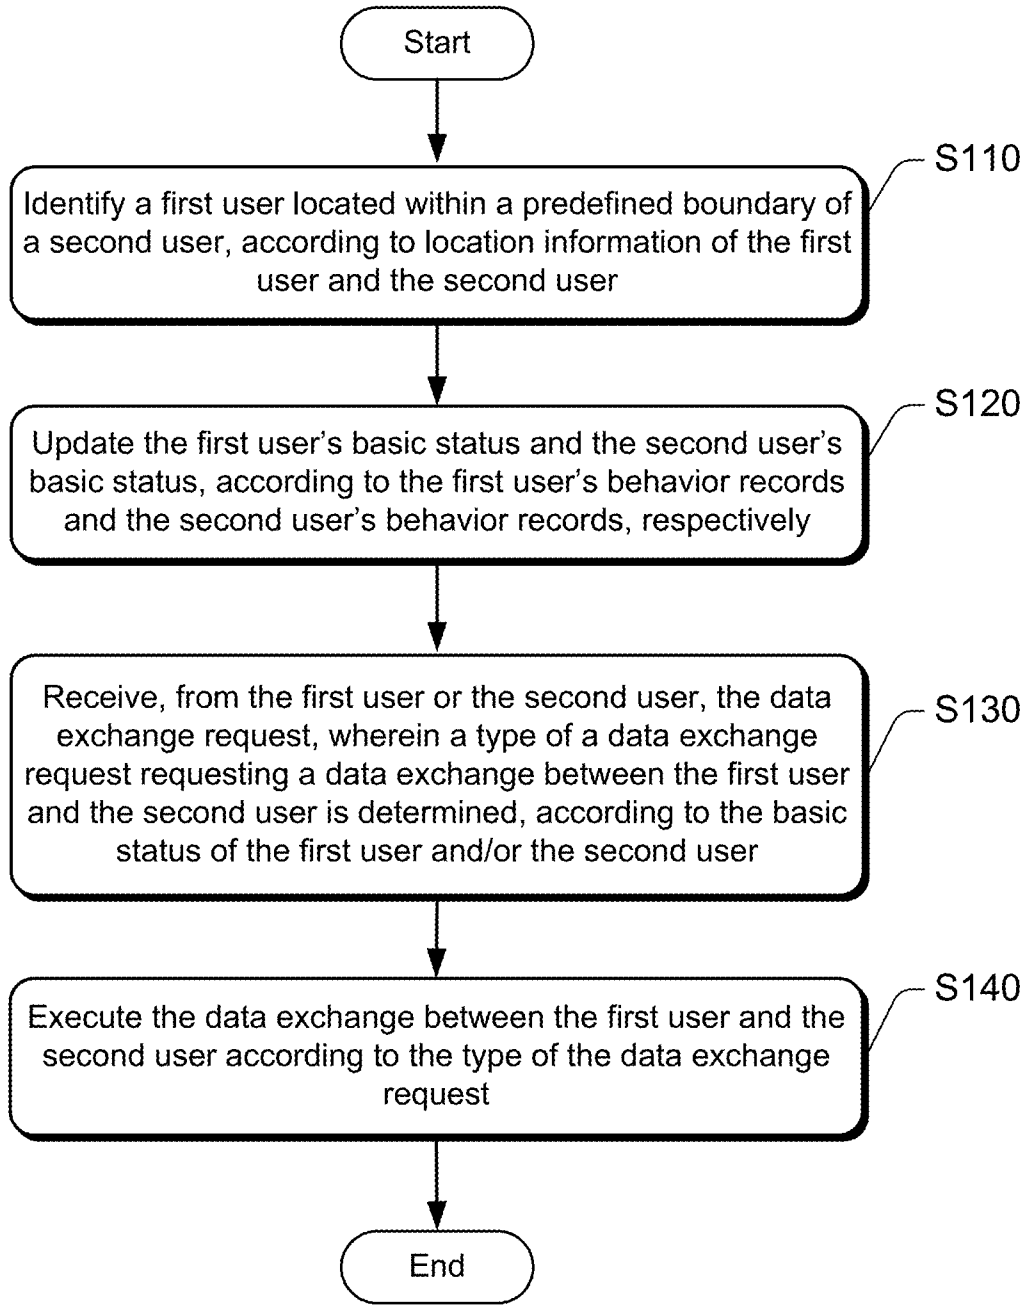 Start
S110
Identify a first user located within a predefined boundary of
a second user, according to location information of the first
user and the second user
S120
Update the first user's basic status and the second user's
basic status, according to the first user's behavior records
and the second user's behavior records, respectively
S130
Receive, from the first user or the second user, the data
exchange request, wherein a type of a data exchange
request requesting a data exchange between the first user
and the second user is determined, according to the basic
status of the first user and/or the second user
S140
Execute the data exchange between the first user and the
second user according to the type of the data exchange
request
End